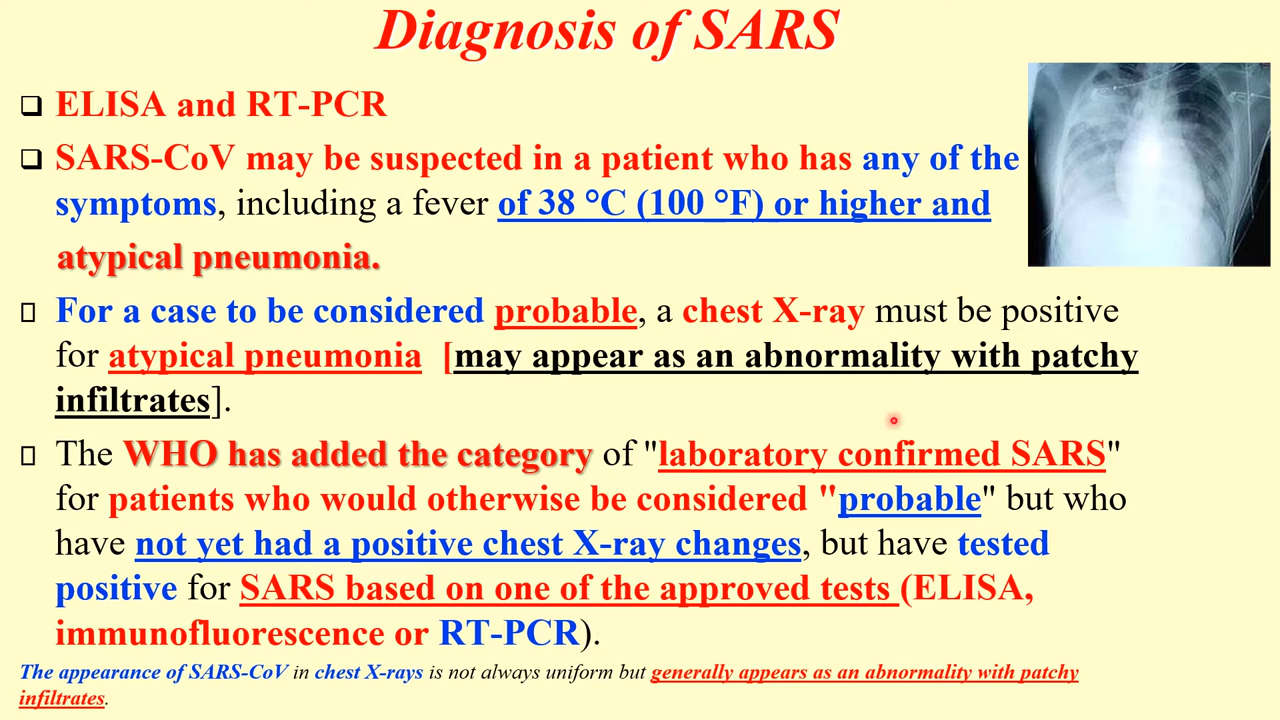 Diagnosis of SARS
ELISA and RT-PCR
SARS-CoV may be suspected in a patient who has any of the
symptoms, including a fever of 38 °C (100 °F) or higher and
atypical pneumonia.
For a case to be considered probable, a chest X-ray must be positive
for atypical pneumonia [may appear as an abnormality with patchy
infiltrates].
The WHO has added the category of "laboratory confirmed SARS"
for patients who would otherwise be considered "probable" but who
have not yet had a positive chest X-ray changes, but have tested
positive for SARS based on one of the approved tests (ELISA,
immunofluorescence or RT-PCR).
The appearance of SARS-CoV in chest X-rays is not always uniform but generally appears as an abnormality with patchy
infiltrates.